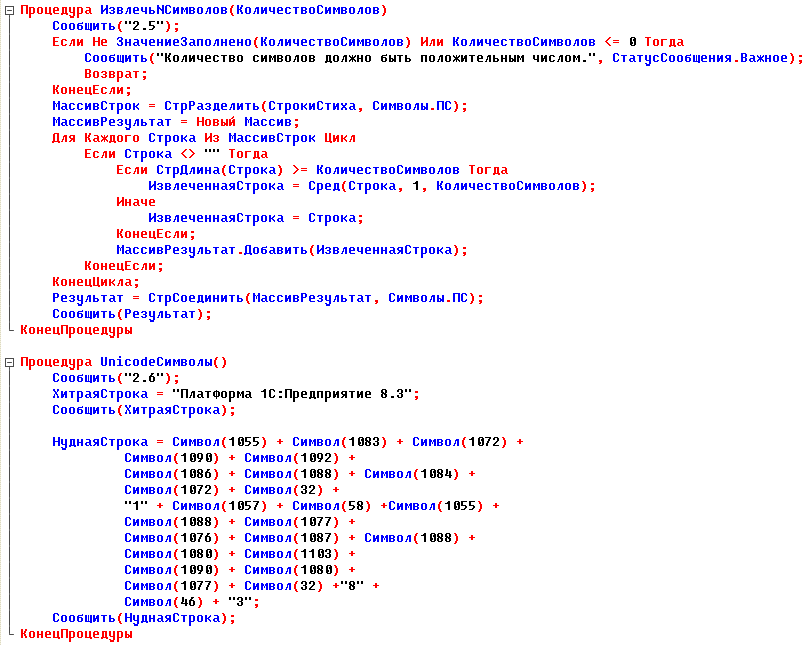 Процедура ИзвлечьNСимволов(КоличествоСимволов)
    Сообщить("2.5");
    Если Не ЗначениеЗаполнено(КоличествоСимволов) Или КоличествоСимволов <= 0 Тогда
        Сообщить("Количество символов должно быть положительным числом.", СтатусСообщения.Важное);
        Возврат;
    КонецЕсли;
    МассивСтрок = СтрРазделить(СтрокиСтиха, Символы.ПС);
    МассивРезультат = Новый Массив;
    Для Каждого Строка Из МассивСтрок Цикл
        Если Строка <> "" Тогда
            Если СтрДлина(Строка) >= КоличествоСимволов Тогда
                ИзвлеченнаяСтрока = Сред(Строка, 1, КоличествоСимволов);
            Иначе
                ИзвлеченнаяСтрока = Строка;
            КонецЕсли;
            МассивРезультат.Добавить(ИзвлеченнаяСтрока);
        КонецЕсли;
    КонецЦикла;
    Результат = СтрСоединить(МассивРезультат, Символы.ПС);
    Сообщить(Результат);
КонецПроцедуры

Процедура UnicodeСимволы()
    Сообщить("2.6");
    ХитраяСтрока = "Платформа 1С:Предприятие 8.3";
    Сообщить(ХитраяСтрока);

    НуднаяСтрока = Символ(1055) + Символ(1083) + Символ(1072) +
             Символ(1090) + Символ(1092) +
             Символ(1086) + Символ(1088) + Символ(1084) +
             Символ(1072) + Символ(32) +
             "1" + Символ(1057) + Символ(58) +Символ(1055) +
             Символ(1088) + Символ(1077) +
             Символ(1076) + Символ(1087) + Символ(1088) +
             Символ(1080) + Символ(1103) +
             Символ(1090) + Символ(1080) +
             Символ(1077) + Символ(32) +"8" +
             Символ(46) + "3";
    Сообщить(НуднаяСтрока);
КонецПроцедуры